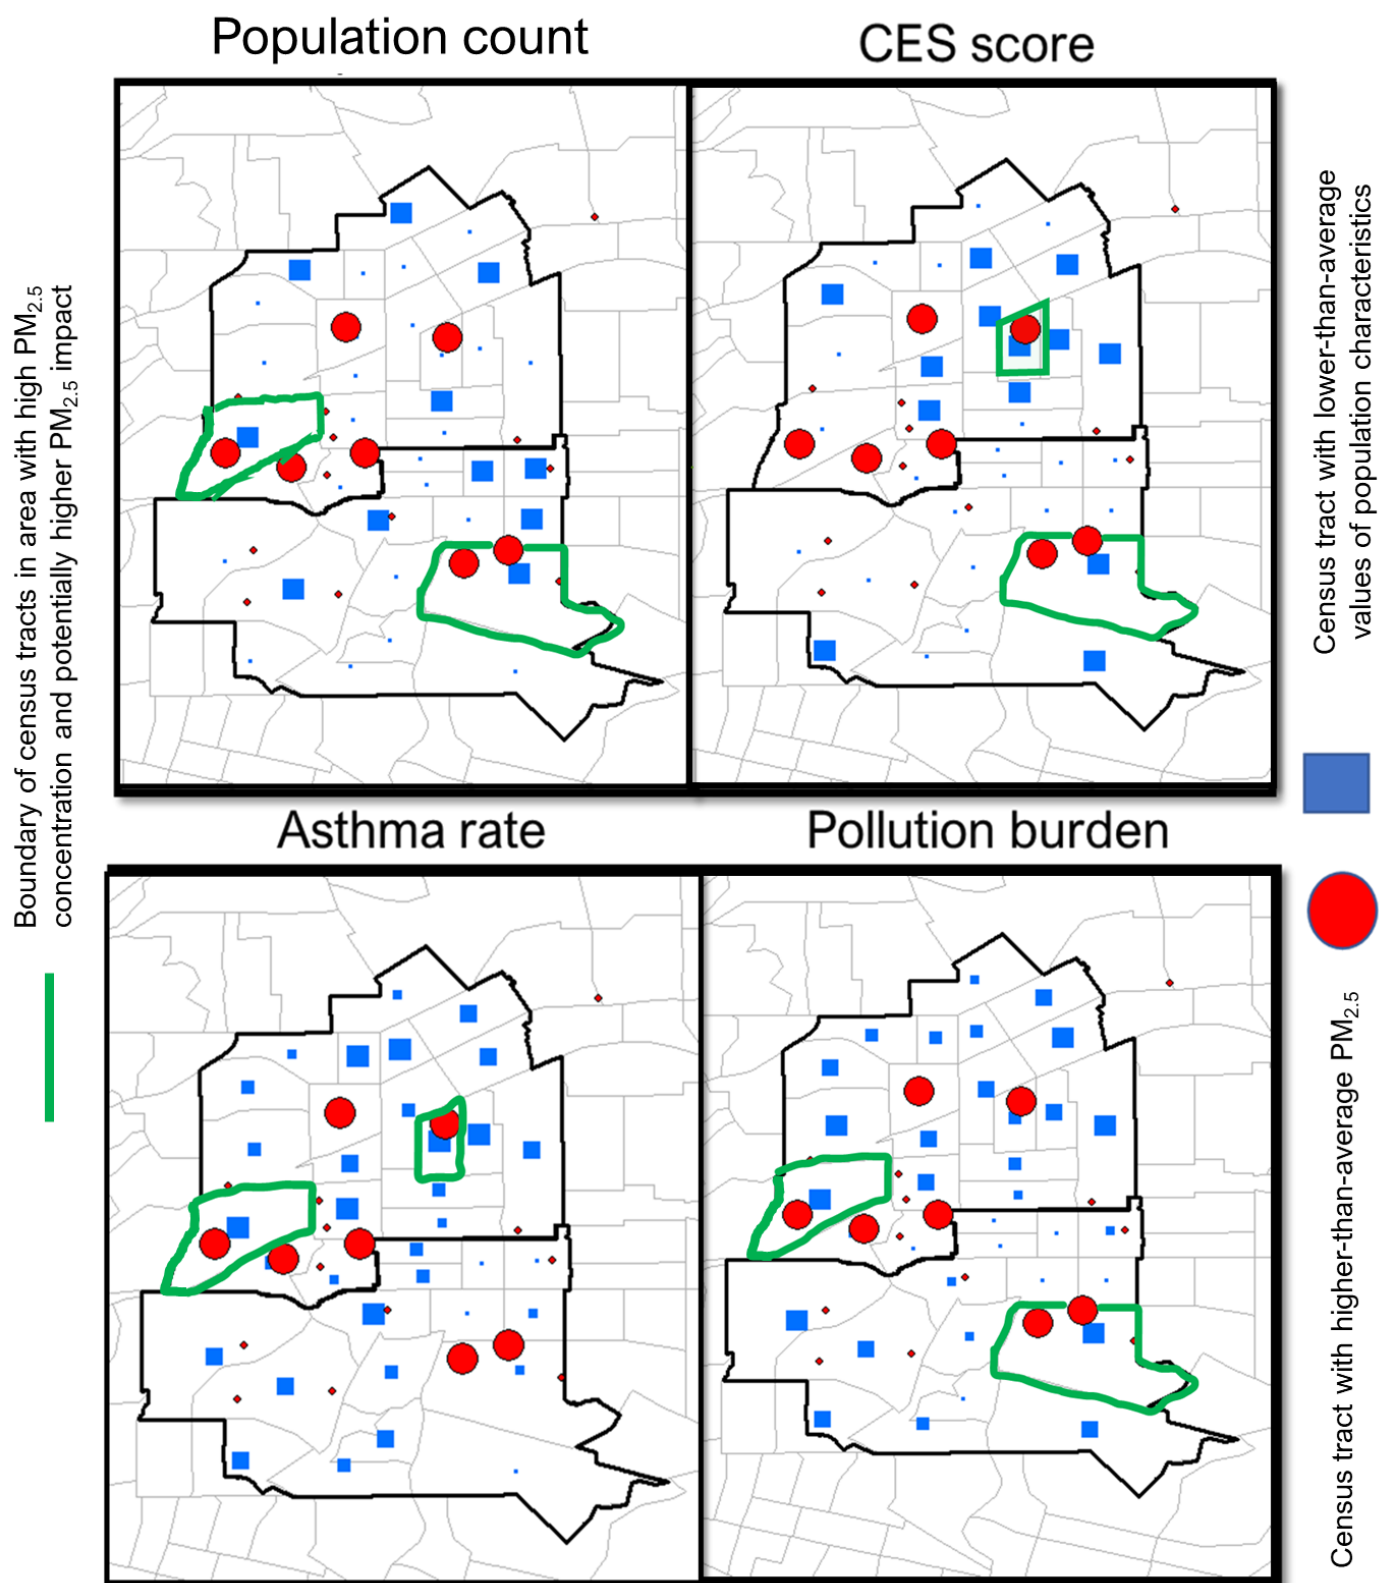 Population count
CES score
Boundary of census tracts in area with high PM2.5
concentration and potentially higher PM2.5 impact
Census tract with lower-than-average
values of population characteristics
Asthma rate
Pollution burden
Census tract with higher-than-average PM2.5